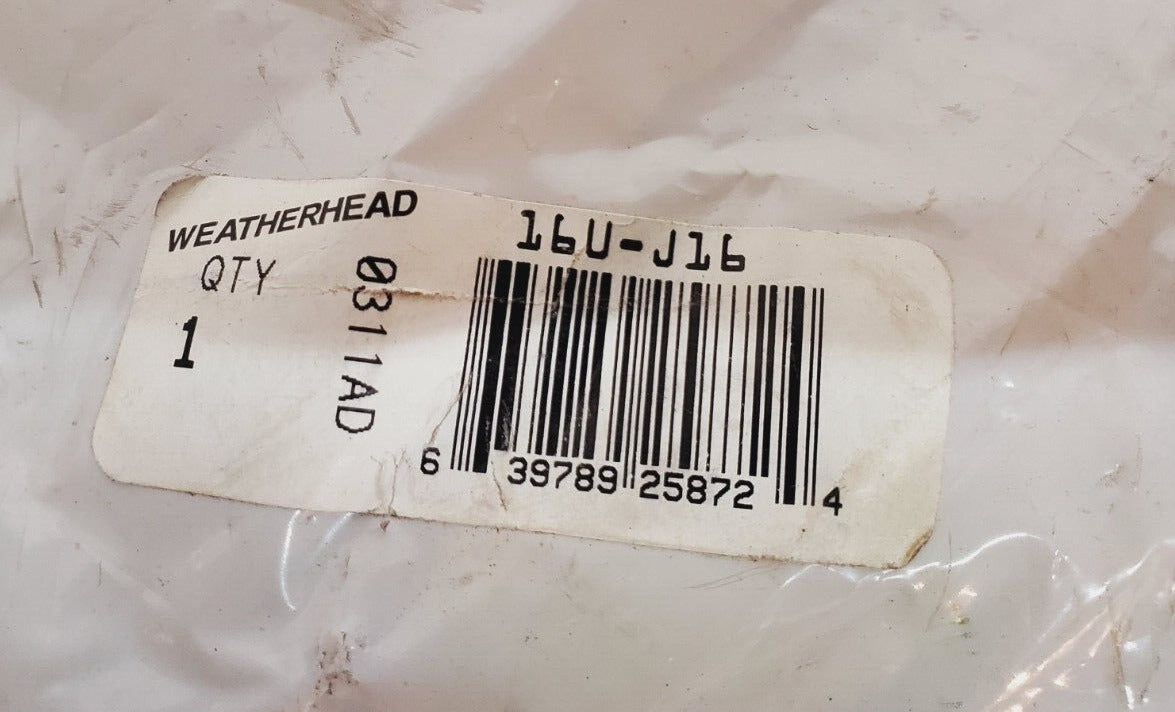 WEATHERHEAD
16U-J16
QTY
1
0311AD
6 39789 25872 4